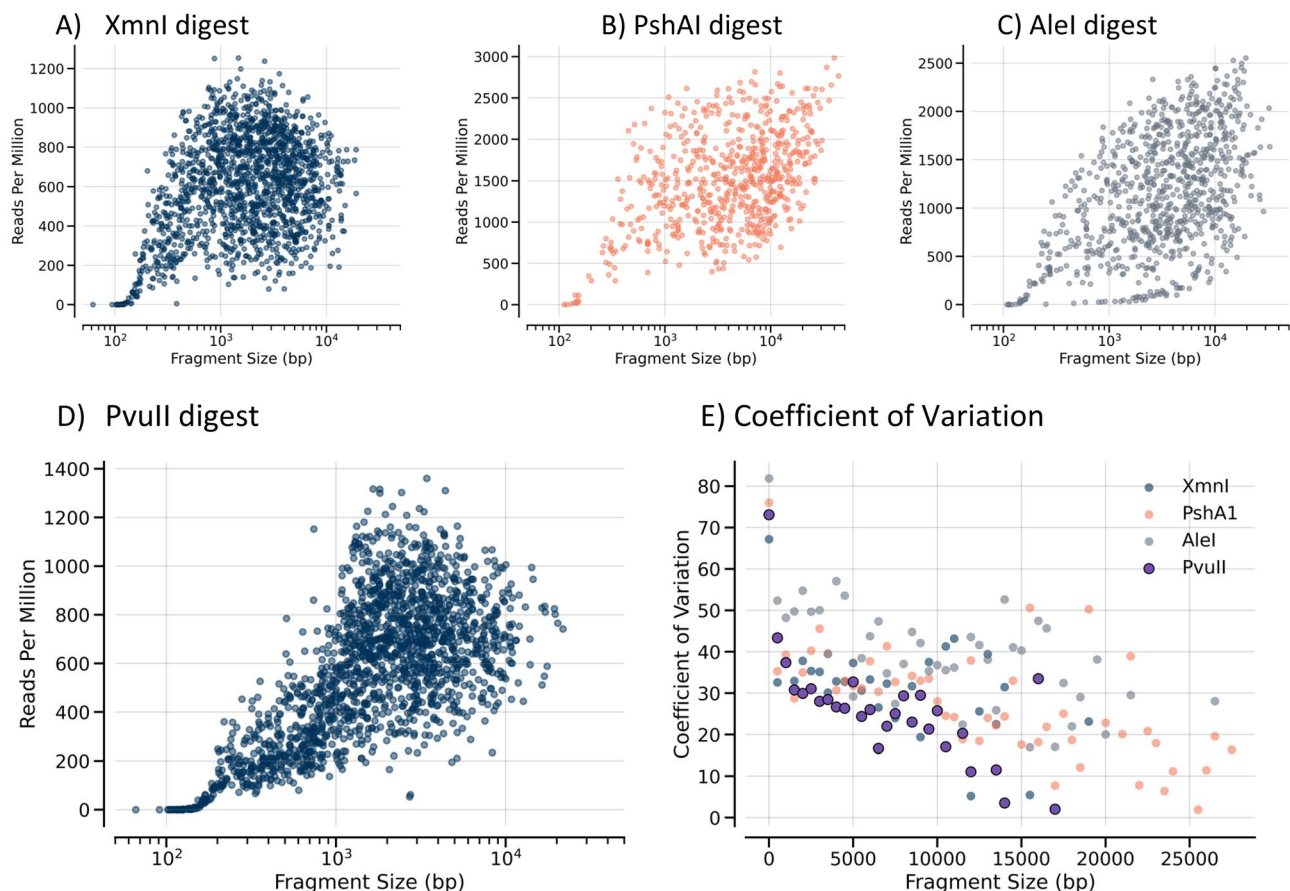 A) XmnI digest
B) PshAI digest
C) AleI digest
1200
1000
800
600
400
200
0
Reads Per Million
10²
10³
10⁴
Fragment Size (bp)
3000
2500
2000
1500
1000
500
0
Reads Per Million
10²
10³
10⁴
Fragment Size (bp)
2500
2000
1500
1000
500
0
Reads Per Million
10²
10³
10⁴
Fragment Size (bp)
D) PvuII digest
1400
1200
1000
800
600
400
200
0
Reads Per Million
10²
10³
10⁴
Fragment Size (bp)
E) Coefficient of Variation
80
70
60
50
40
30
20
10
0
Coefficient of Variation
XmnI
PshA1
AleI
PvuII
0
5000
10000
15000
20000
25000
Fragment Size (bp)